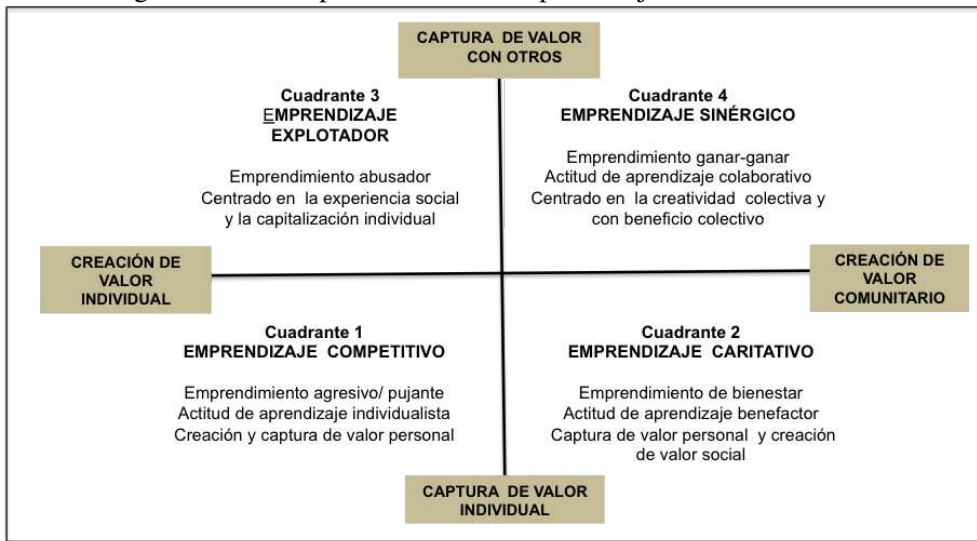 CAPTURA DE VALOR
CON OTROS
Cuadrante 3
EMPRENDIZAJE
EXPLOTADOR
Emprendimiento abusador
Centrado en la experiencia social
y la capitalización individual
Cuadrante 4
EMPRENDIZAJE SINÉRGICO
Emprendimiento ganar-ganar
Actitud de aprendizaje colaborativo
Centrado en la creatividad colectiva y
con beneficio colectivo
CREACIÓN DE
VALOR
INDIVIDUAL
CREACIÓN DE
VALOR
COMUNITARIO
Cuadrante 1
EMPRENDIZAJE COMPETITIVO
Emprendimiento agresivo/ pujante
Actitud de aprendizaje individualista
Creación y captura de valor personal
Cuadrante 2
EMPRENDIZAJE CARITATIVO
Emprendimiento de bienestar
Actitud de aprendizaje benefactor
Captura de valor personal y creación
de valor social
CAPTURA DE VALOR
INDIVIDUAL